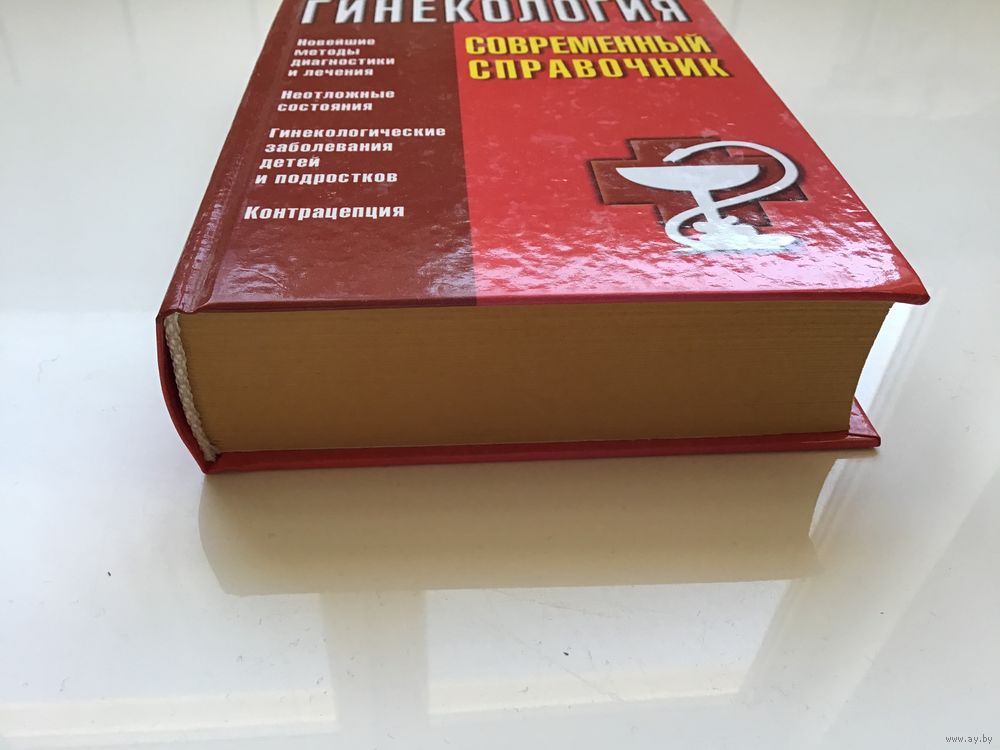 ГИНЕКОЛОГИЯ
СОВРЕМЕННЫЙ
СПРАВОЧНИК
Новейшие
методы
диагностики
и лечения
Неотложные
состояния
Гинекологические
заболевания
детей
и подростков
Контрацепция
www.ay.by